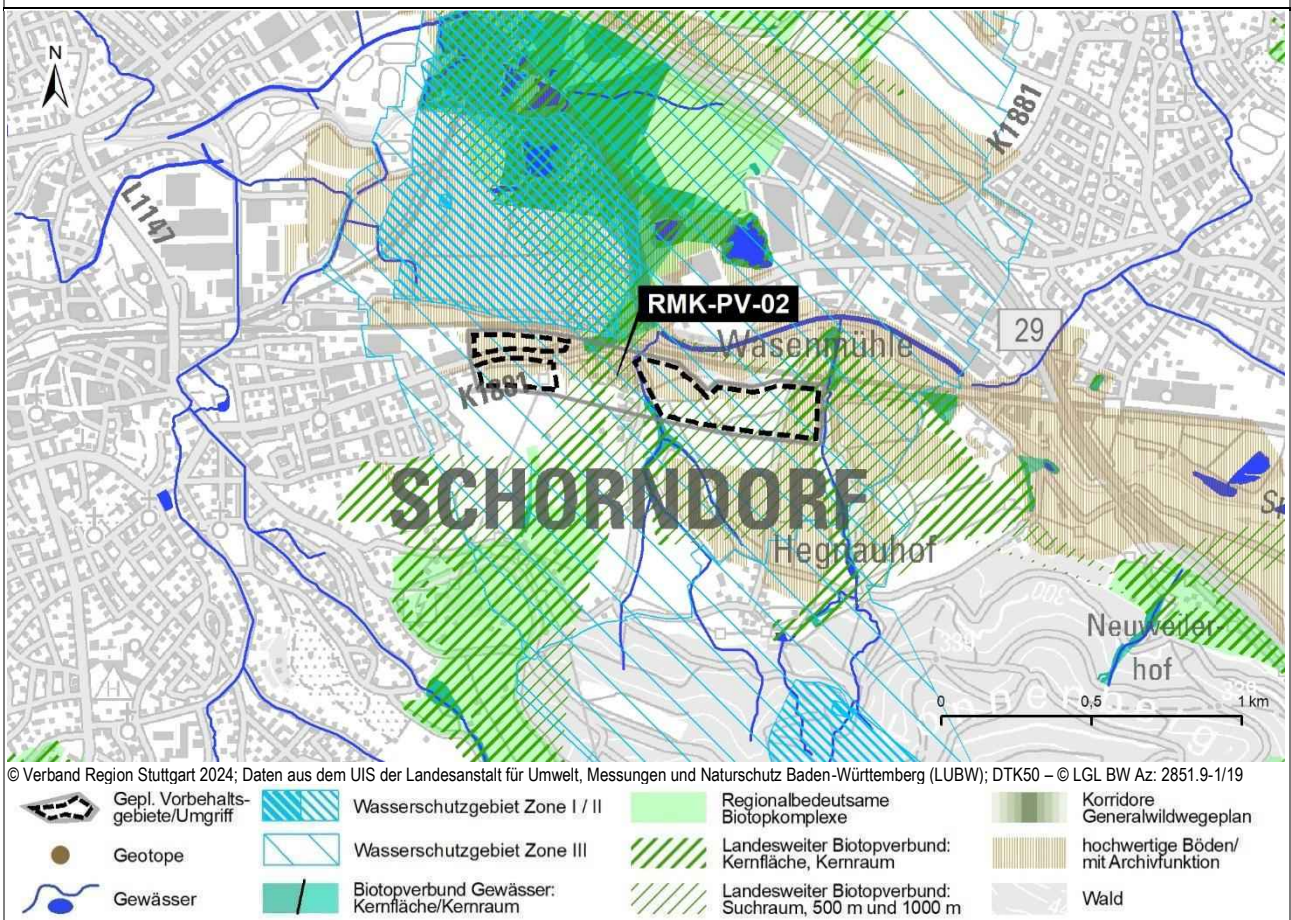 N
K1881
L1147
RMK-PV-02
Wasenmühle
29
K1881
SCHORNDORF
Hegnauhof
Neuweiler-
hof
339
0 0,5 1 km
© Verband Region Stuttgart 2024; Daten aus dem UIS der Landesanstalt für Umwelt, Messungen und Naturschutz Baden-Württemberg (LUBW); DTK50 – © LGL BW Az: 2851.9-1/19
Gepl. Vorbehalts-
gebiete/Umgriff
Geotope
Gewässer
Wasserschutzgebiet Zone I / II
Wasserschutzgebiet Zone III
Biotopverbund Gewässer:
Kernfläche/Kernraum
Regionalbedeutsame
Biotopkomplexe
Landesweiter Biotopverbund:
Kernfläche, Kernraum
Landesweiter Biotopverbund:
Suchraum, 500 m und 1000 m
Korridore
Generalwildwegeplan
hochwertige Böden/
mit Archivfunktion
Wald